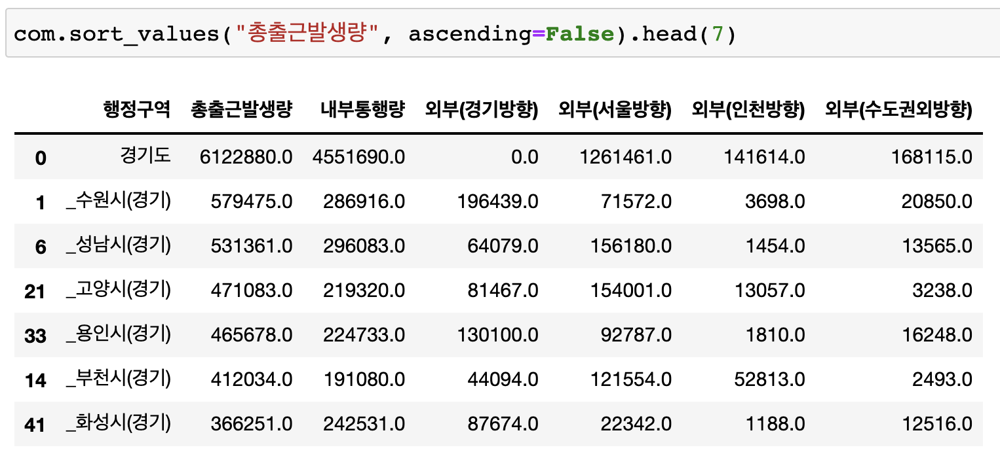 com.sort_values("총출근발생량", ascending=False).head(7)
행정구역 총출근발생량 내부통행량 외부(경기방향) 외부(서울방향) 외부(인천방향) 외부(수도권외방향)
0 경기도 6122880.0 4551690.0 0.0 1261461.0 141614.0 168115.0
1 _수원시(경기) 579475.0 286916.0 196439.0 71572.0 3698.0 20850.0
6 _성남시(경기) 531361.0 296083.0 64079.0 156180.0 1454.0 13565.0
21 _고양시(경기) 471083.0 219320.0 81467.0 154001.0 13057.0 3238.0
33 _용인시(경기) 465678.0 224733.0 130100.0 92787.0 1810.0 16248.0
14 _부천시(경기) 412034.0 191080.0 44094.0 121554.0 52813.0 2493.0
41 _화성시(경기) 366251.0 242531.0 87674.0 22342.0 1188.0 12516.0